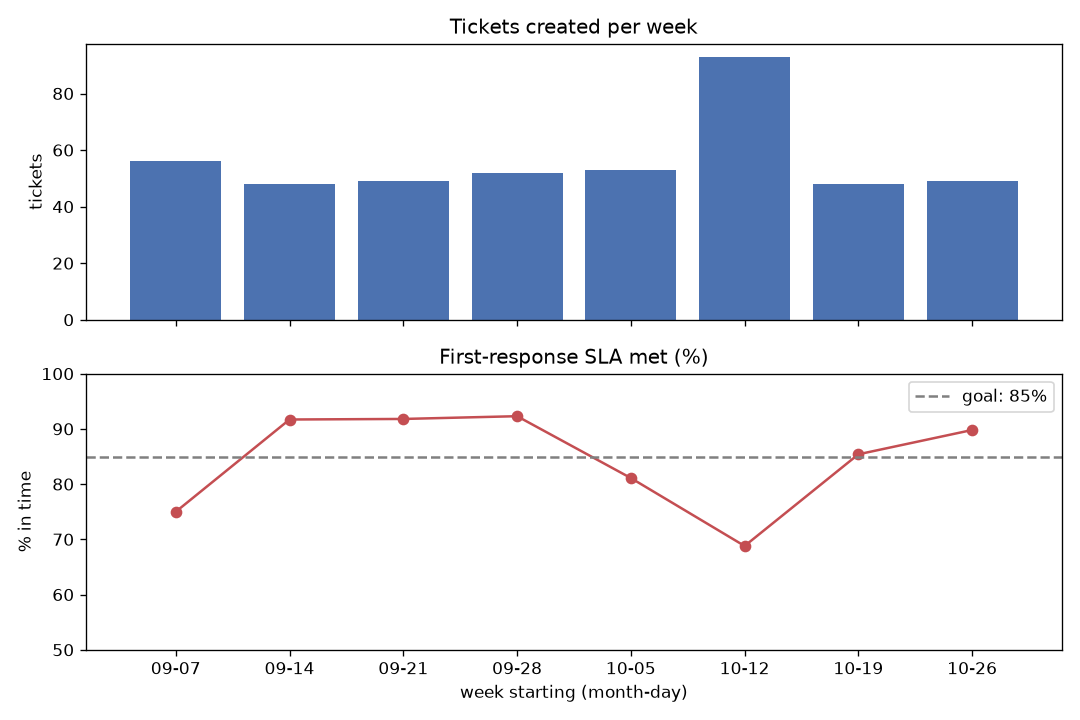 Tickets created per week
tickets
80
60
40
20
0
First-response SLA met (%)
% in time
100
90
80
70
60
50
goal: 85%
09-07 09-14 09-21 09-28 10-05 10-12 10-19 10-26
week starting (month-day)